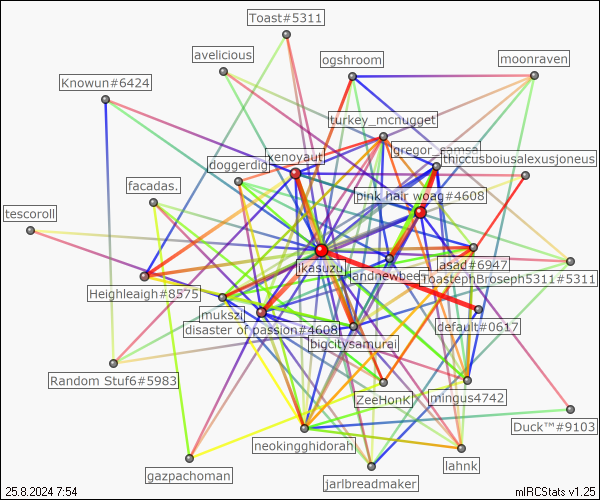 Toast#5311
avelicious
ogshroom
moonraven
Knowun#6424
turkey_mcnugget
gregor_samsa
xenoyaut
thiccusboiusalexusjoneus
doggerdig
facadas.
pink hair woag#4608
tescoroll
ikasuzu
andnewbee
asad#6947
ToastephBroseph5311#5311
Heighleaigh#8575
mukszi
default#0617
disaster of passion#4608
bigcitysamurai
Random Stuf6#5983
ZeeHonK
mingus4742
Duck™#9103
neokingghidorah
lahnk
gazpachoman
jarlbreadmaker
25.8.2024 7:54
mIRCStats v1.25